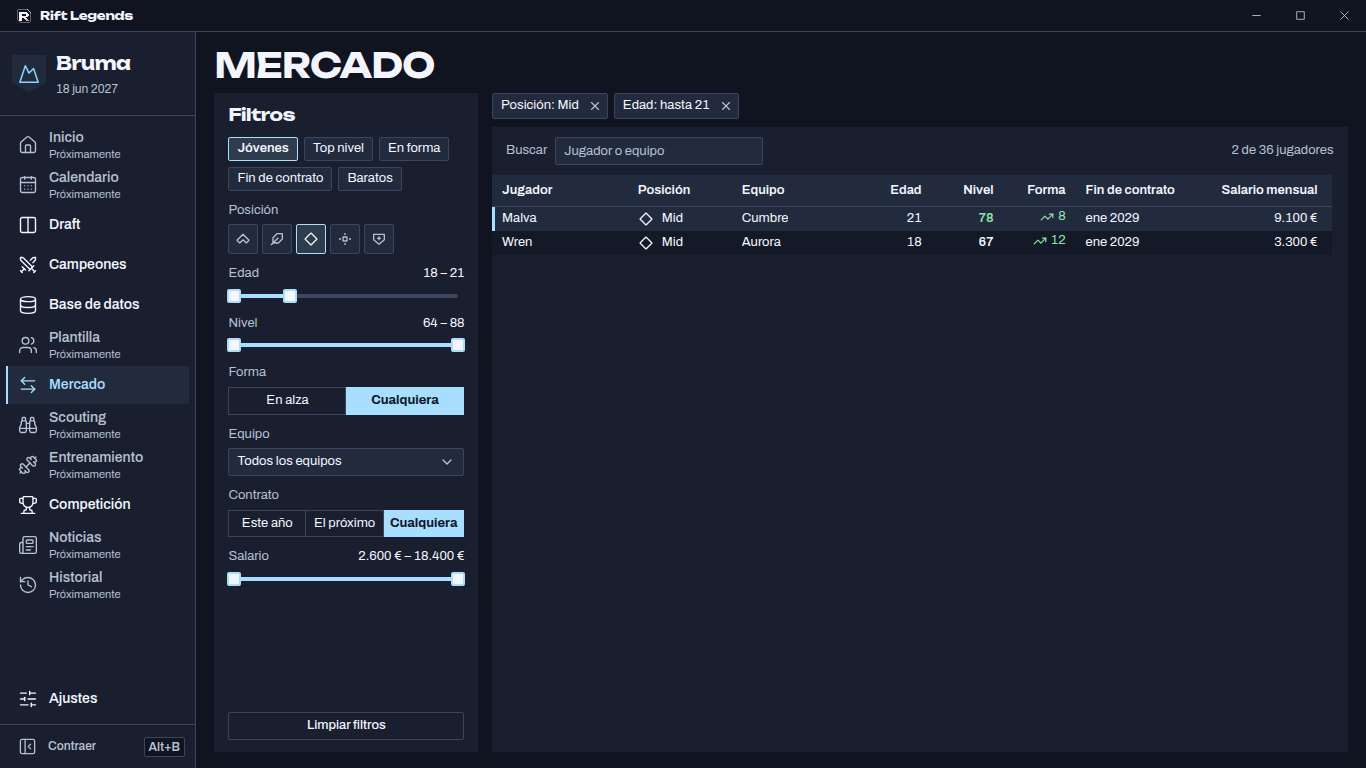 Rift Legends
Bruma
18 jun 2027
Inicio
Próximamente
Calendario
Próximamente
Draft
Campeones
Base de datos
Plantilla
Próximamente
Mercado
Scouting
Próximamente
Entrenamiento
Próximamente
Competición
Noticias
Próximamente
Historial
Próximamente
Ajustes
Contraer Alt+B
MERCADO
Filtros
Jóvenes Top nivel En forma
Fin de contrato Baratos
Posición
Edad 18 – 21
Nivel 64 – 88
Forma
En alza Cualquiera
Equipo
Todos los equipos
Contrato
Este año El próximo Cualquiera
Salario 2.600 € – 18.400 €
Limpiar filtros
Posición: Mid Edad: hasta 21
Buscar Jugador o equipo 2 de 36 jugadores
Jugador Posición Equipo Edad Nivel Forma Fin de contrato Salario mensual
Malva Mid Cumbre 21 78 8 ene 2029 9.100 €
Wren Mid Aurora 18 67 12 ene 2029 3.300 €